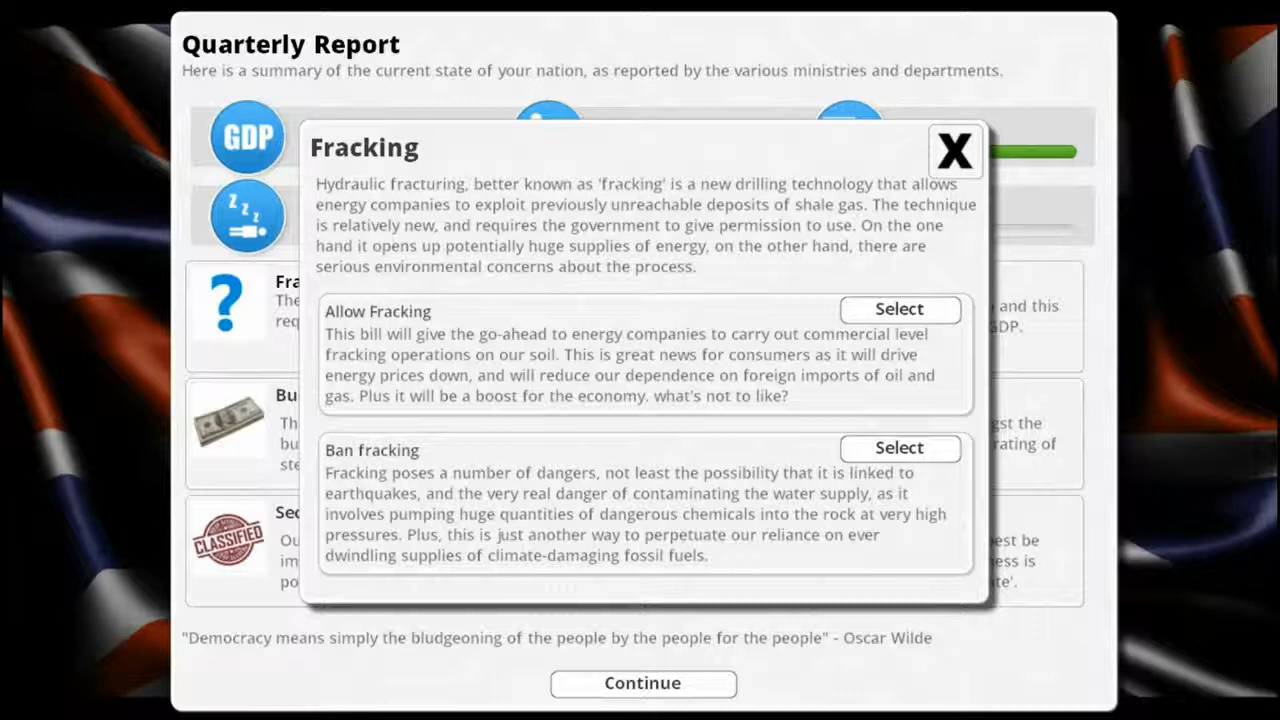 Quarterly Report
Here is a summary of the current state of your nation, as reported by the various ministries and departments.
GDP
Z Z Z
Fracking
X
Hydraulic fracturing, better known as 'fracking' is a new drilling technology that allows
energy companies to exploit previously unreachable deposits of shale gas. The technique
is relatively new, and requires the government to give permission to use. On the one
hand it opens up potentially huge supplies of energy, on the other hand, there are
serious environmental concerns about the process.
Allow Fracking
Select
This bill will give the go-ahead to energy companies to carry out commercial level
fracking operations on our soil. This is great news for consumers as it will drive
energy prices down, and will reduce our dependence on foreign imports of oil and
gas. Plus it will be a boost for the economy. what's not to like?
Ban fracking
Select
Fracking poses a number of dangers, not least the possibility that it is linked to
earthquakes, and the very real danger of contaminating the water supply, as it
involves pumping huge quantities of dangerous chemicals into the rock at very high
pressures. Plus, this is just another way to perpetuate our reliance on ever
dwindling supplies of climate-damaging fossil fuels.
?
Fra
The
req
and this
GDP.
Bu
Th
bu
ste
gst the
rating of
CLASSIFIED
Sec
Ou
im
po
best be
ess is
te'.
"Democracy means simply the bludgeoning of the people by the people for the people" - Oscar Wilde
Continue